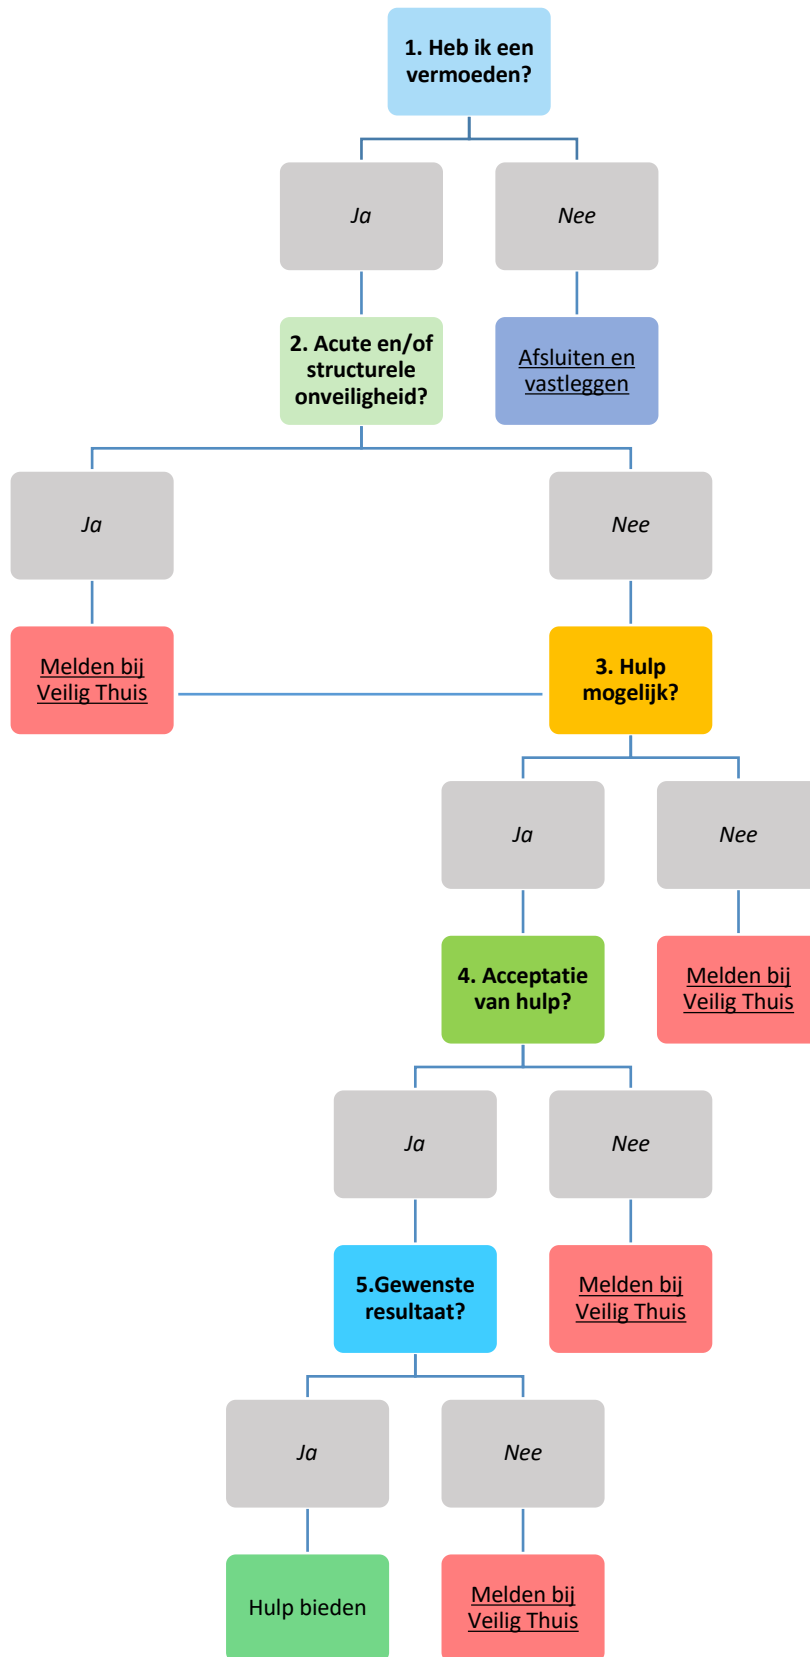 1. Heb ik een
vermoeden?
Ja
Nee
2. Acute en/of
structurele
onveiligheid?
Afsluiten en
vastleggen
Ja
Nee
Melden bij
Veilig Thuis
3. Hulp
mogelijk?
Ja
Nee
4. Acceptatie
van hulp?
Melden bij
Veilig Thuis
Ja
Nee
5.Gewenste
resultaat?
Melden bij
Veilig Thuis
Ja
Nee
Hulp bieden
Melden bij
Veilig Thuis